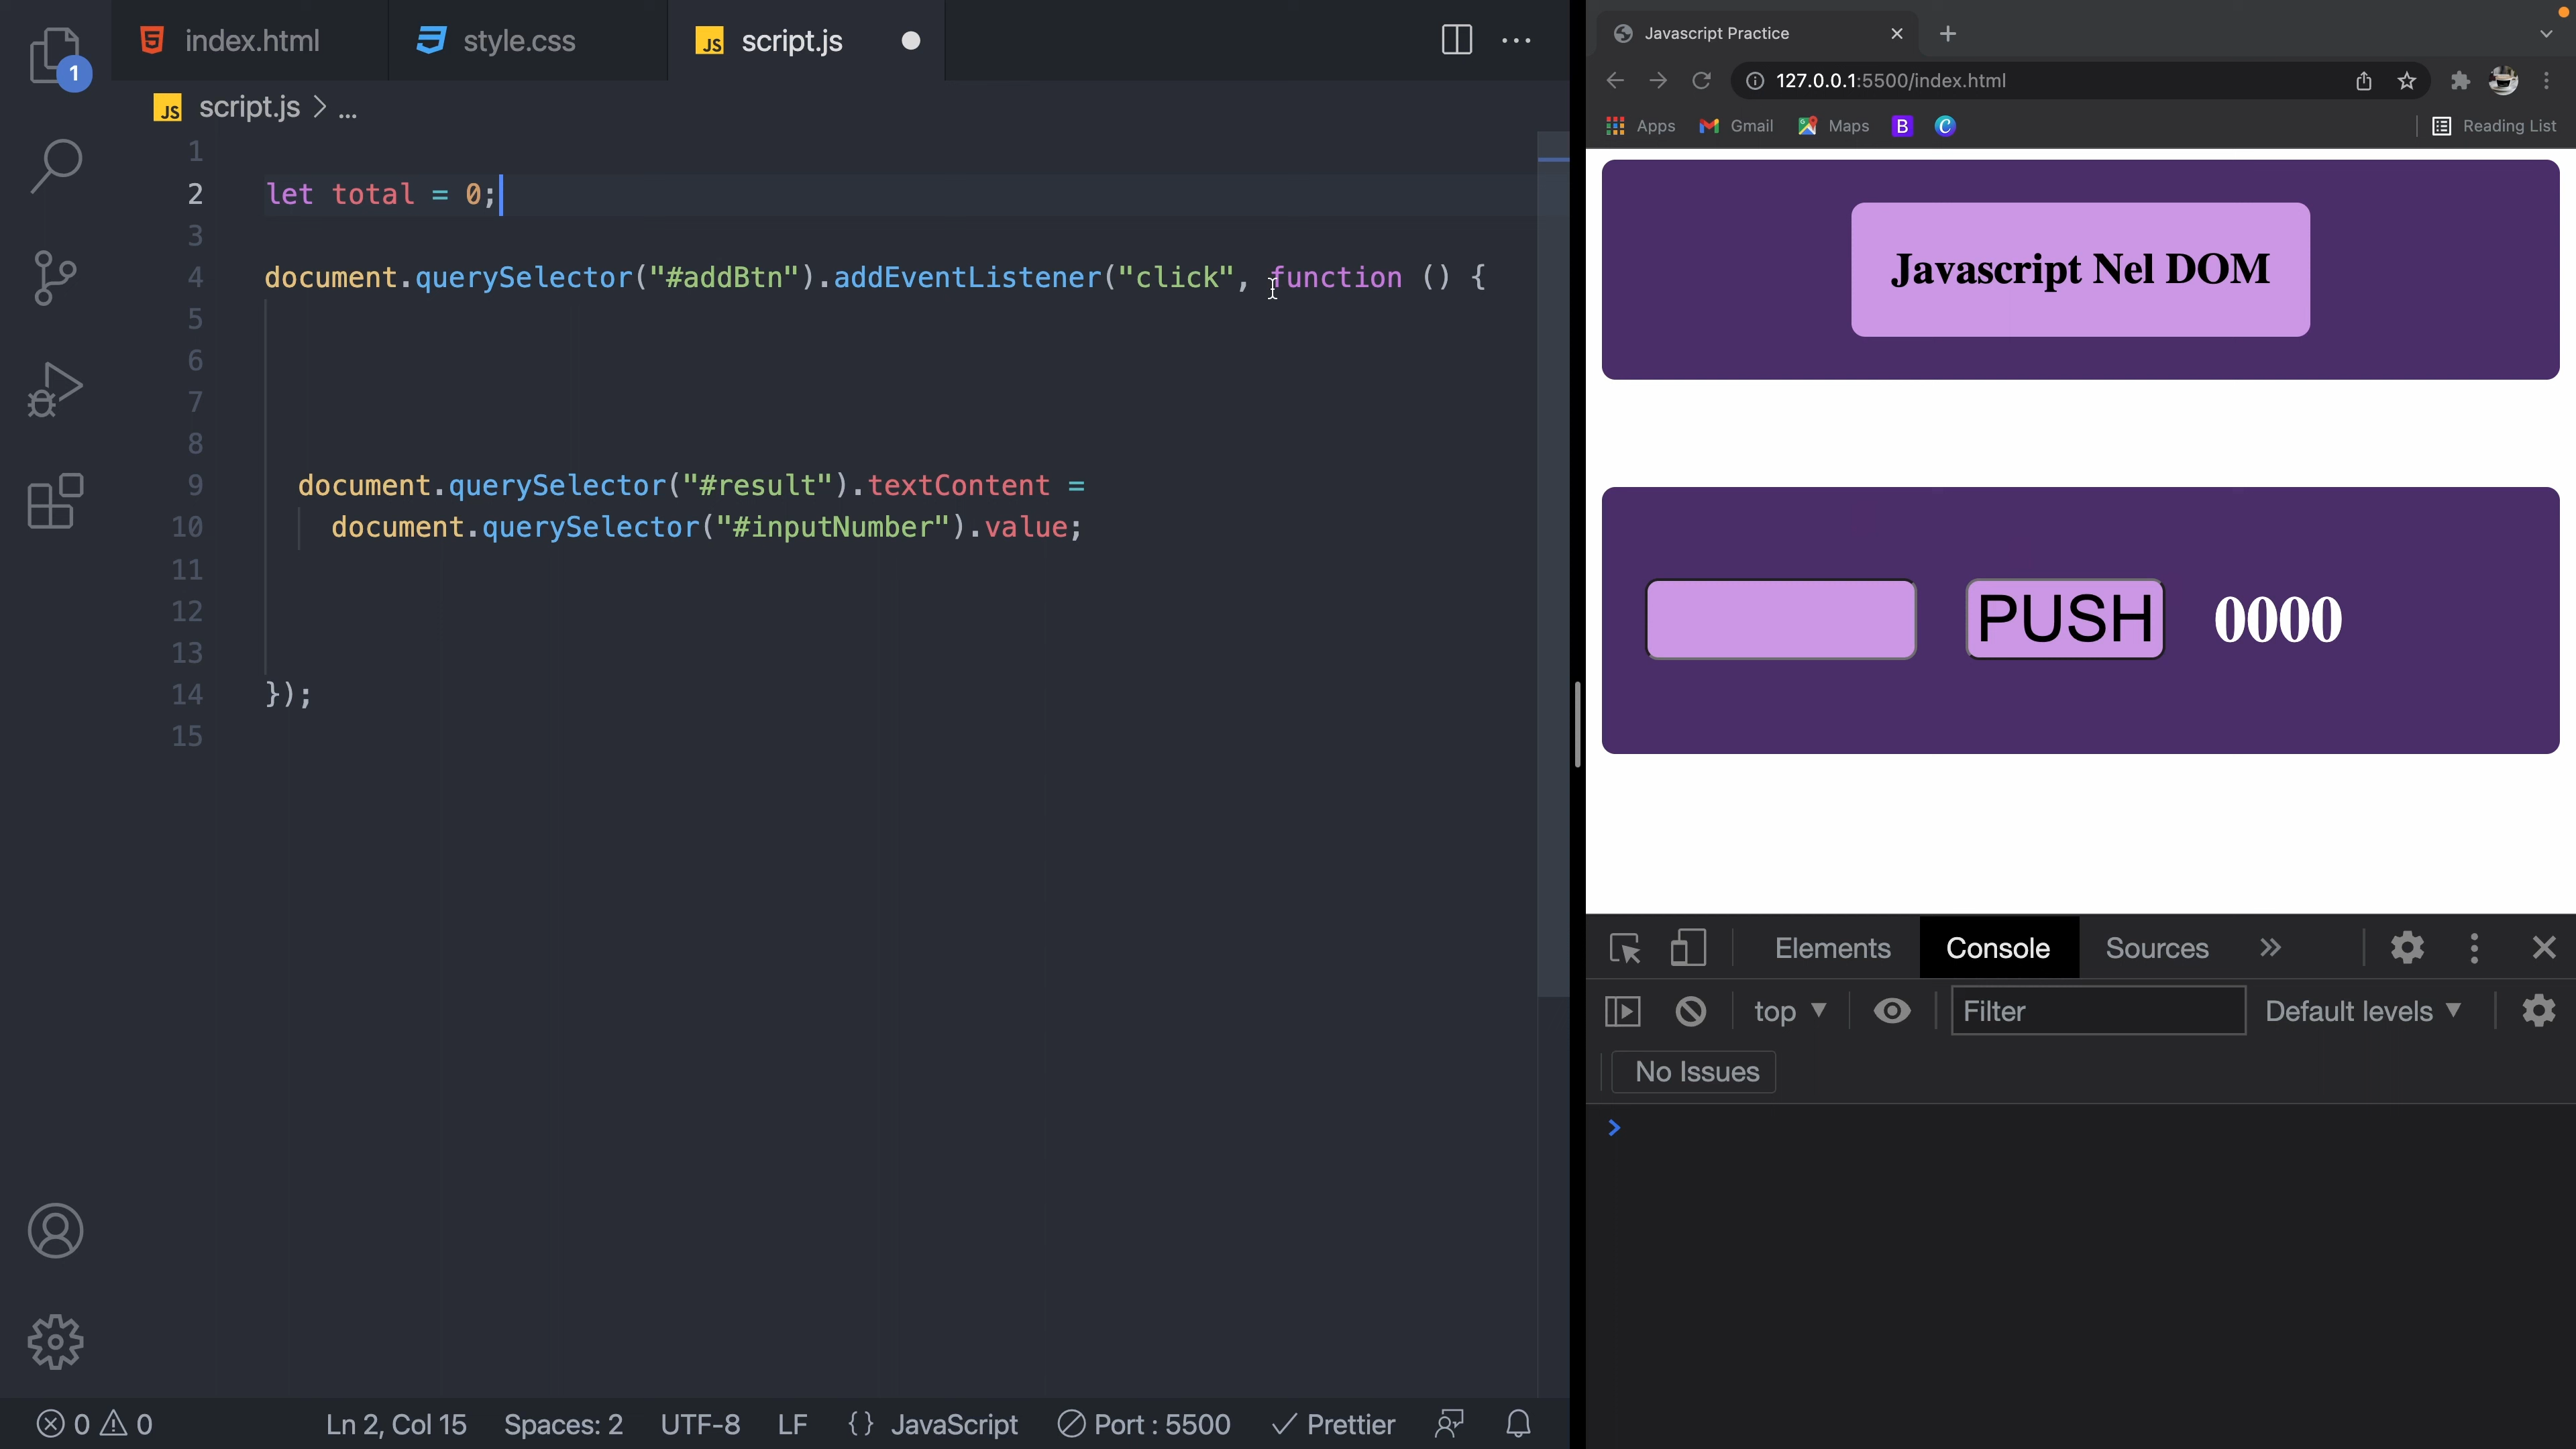 1
index.html
style.css
JS script.js
JS script.js > ...
1
2 let total = 0;
3
4 document.querySelector("#addBtn").addEventListener("click", function () {
5
6
7
8
9 document.querySelector("#result").textContent =
10 document.querySelector("#inputNumber").value;
11
12
13
14 });
15
0 0 Ln 2, Col 15 Spaces: 2 UTF-8 LF {} JavaScript Port : 5500 Prettier
Javascript Practice
127.0.0.1:5500/index.html
Apps Gmail Maps B C Reading List
Javascript Nel DOM
PUSH 0000
Elements Console Sources
top Filter Default levels
No Issues